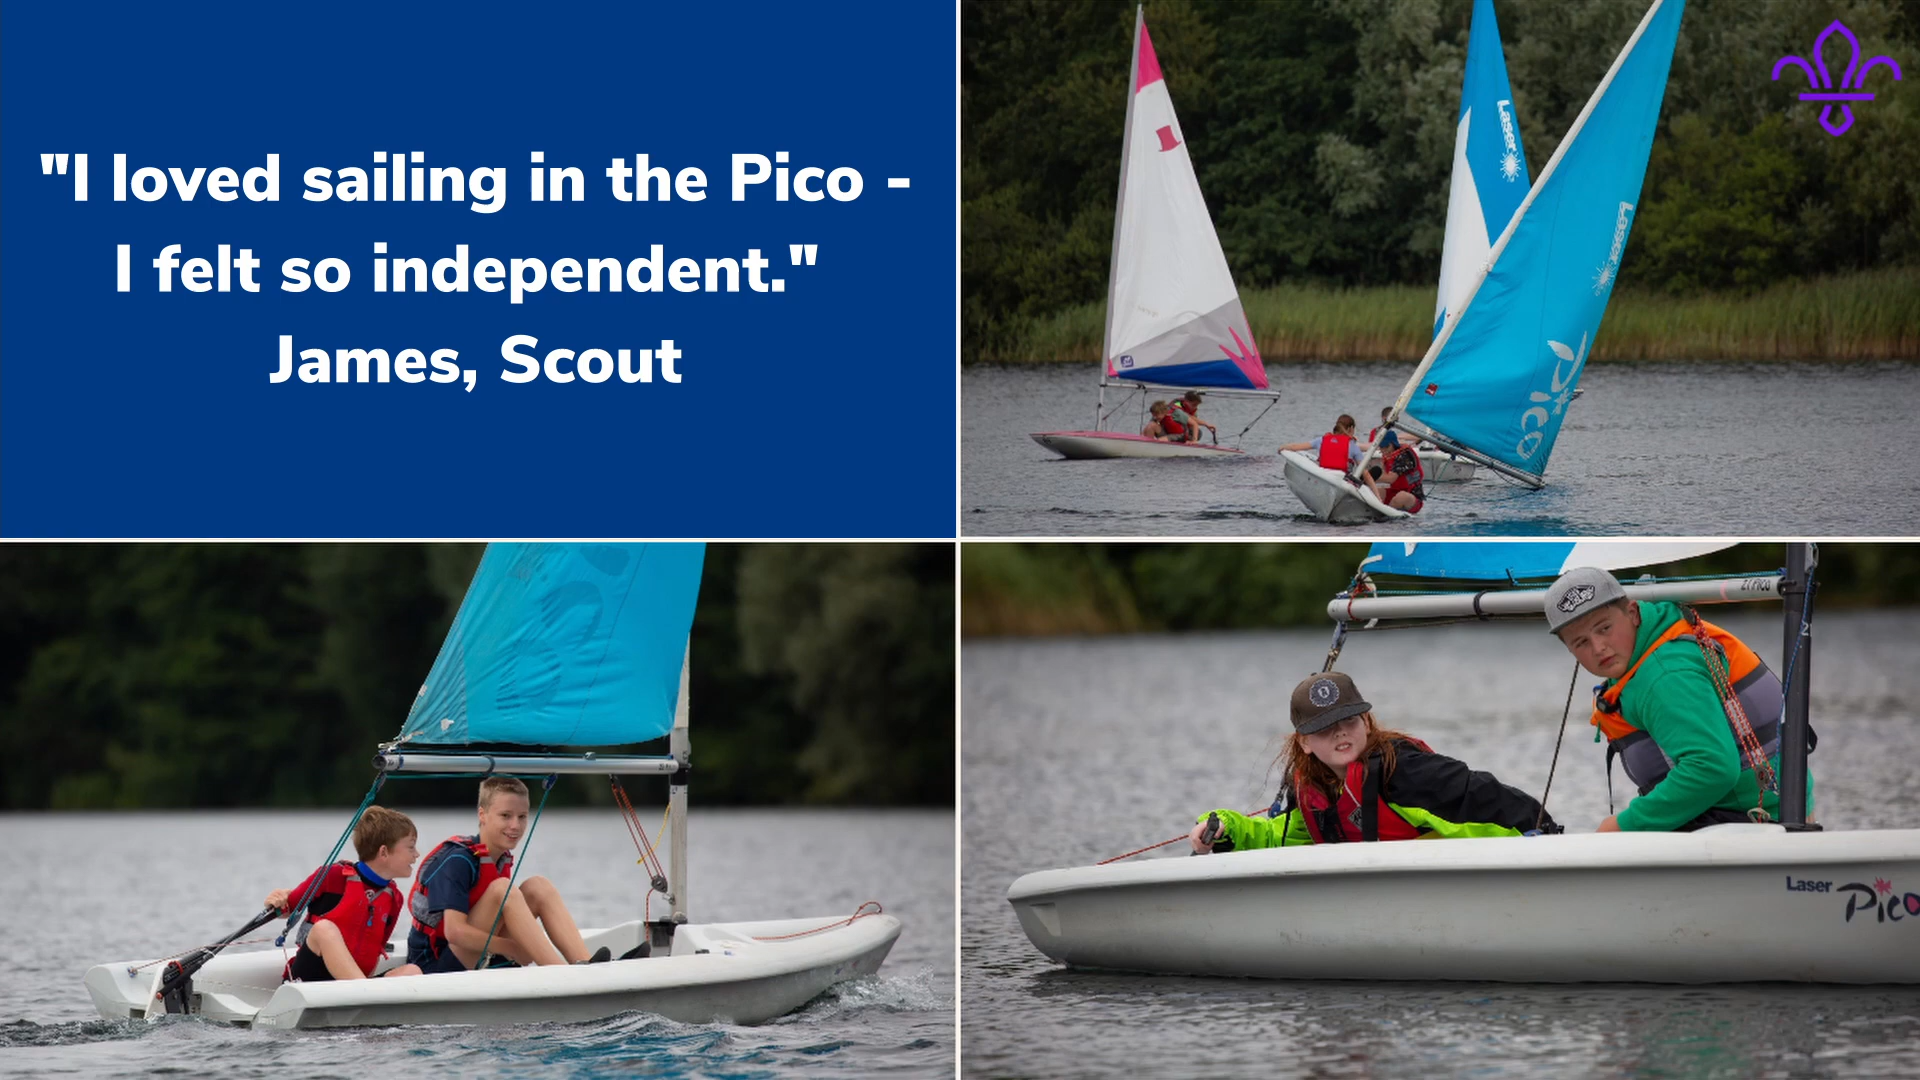 "I loved sailing in the Pico -
I felt so independent."
James, Scout
Laser
Laser
Pico
Laser
Pico